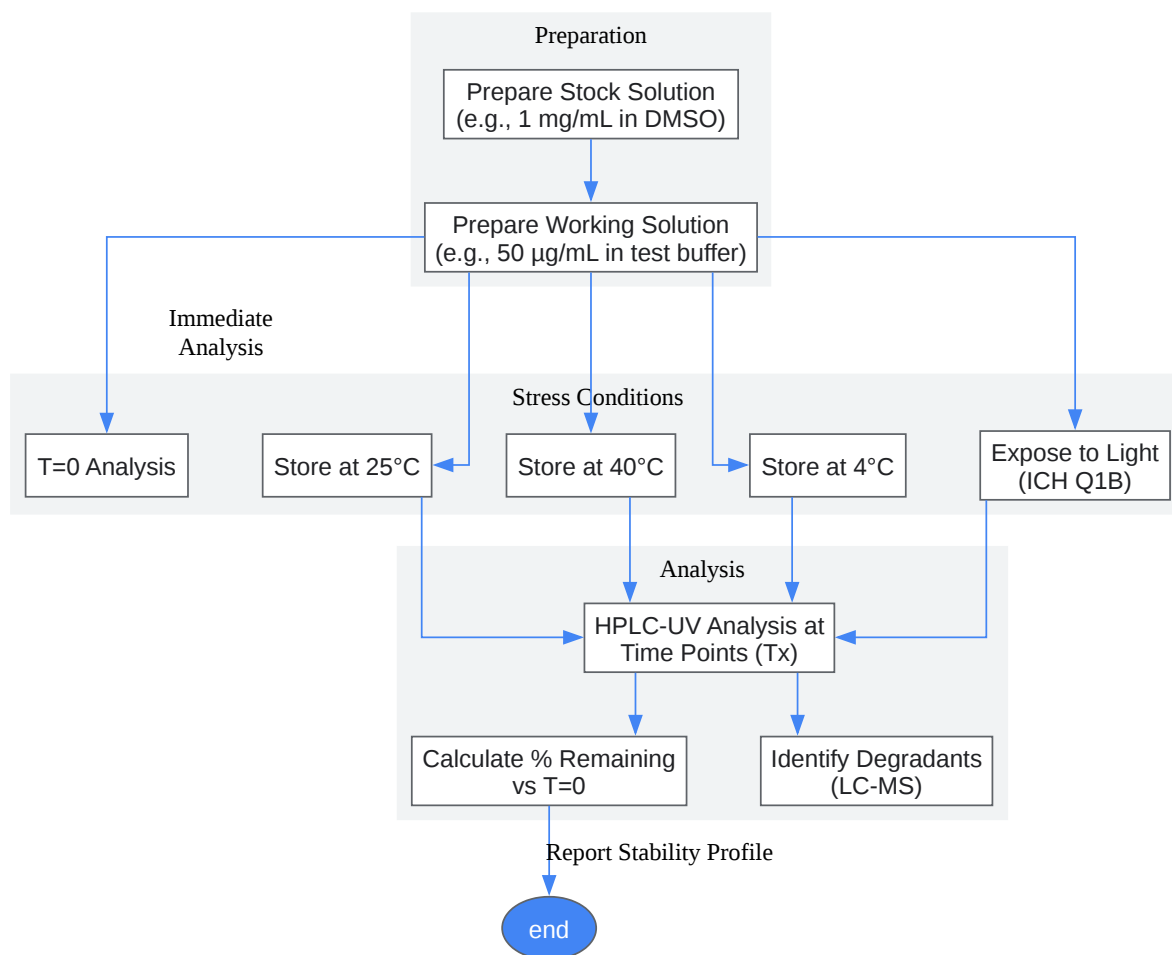 Preparation
Prepare Stock Solution
(e.g., 1 mg/mL in DMSO)
Prepare Working Solution
(e.g., 50 µg/mL in test buffer)
Immediate
Analysis
Stress Conditions
T=0 Analysis
Store at 25°C
Store at 40°C
Store at 4°C
Expose to Light
(ICH Q1B)
Analysis
HPLC-UV Analysis at
Time Points (Tx)
Calculate % Remaining
vs T=0
Identify Degradants
(LC-MS)
Report Stability Profile
end